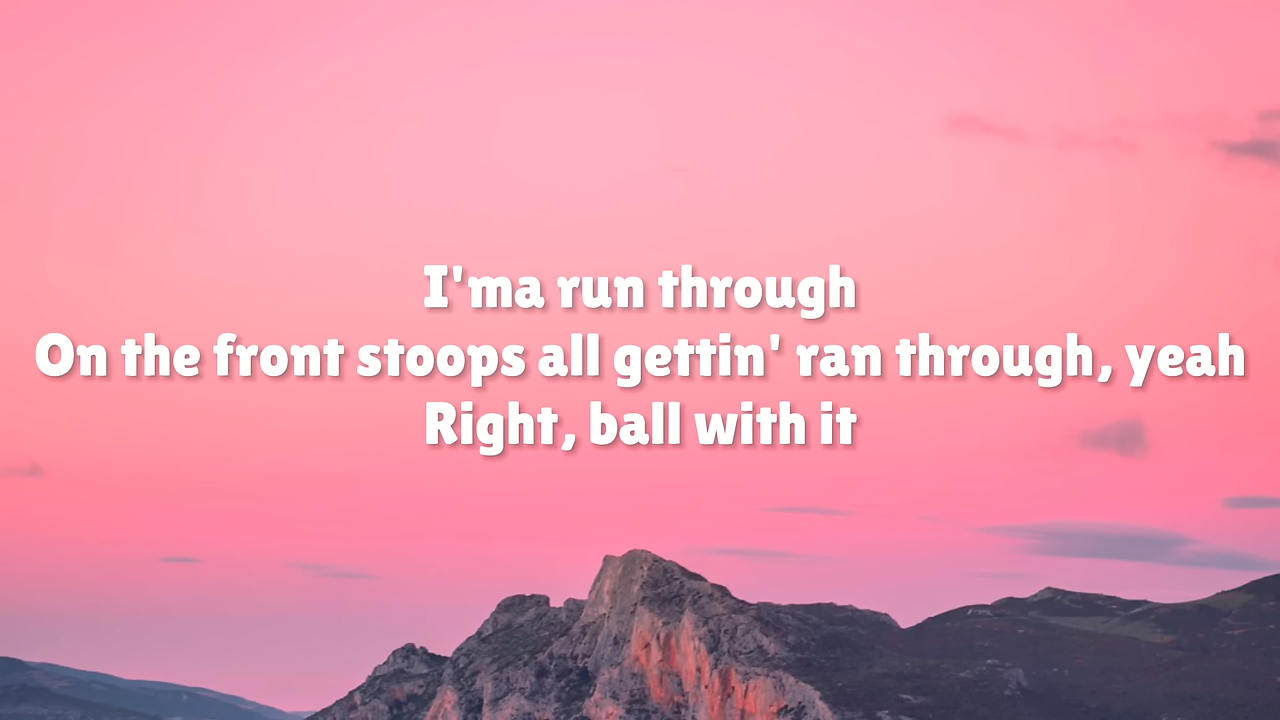 I'ma run through
On the front stoops all gettin' ran through, yeah
Right, ball with it